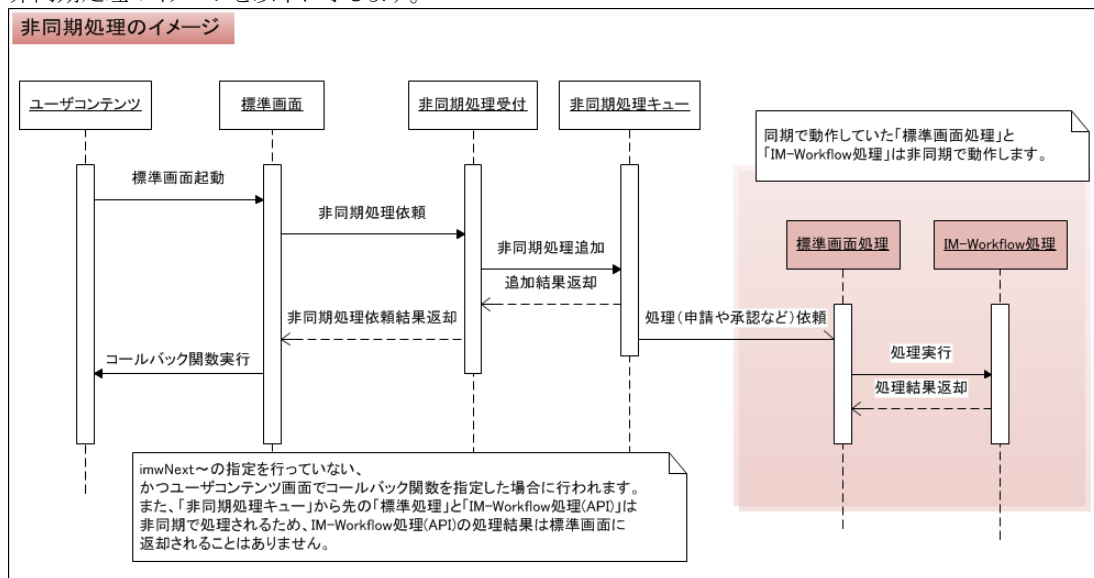 非同期処理のイメージ
ユーザコンテンツ
標準画面
非同期処理受付
非同期処理キュー
同期で動作していた「標準画面処理」と
「IM-Workflow処理」は非同期で動作します。
標準画面起動
非同期処理依頼
標準画面処理
IM-Workflow処理
非同期処理追加
追加結果返却
非同期処理依頼結果返却
処理(申請や承認など)依頼
コールバック関数実行
処理実行
処理結果返却
imwNext～の指定を行っていない、
かつユーザコンテンツ画面でコールバック関数を指定した場合に行われます。
また、「非同期処理キュー」から先の「標準処理」と「IM-Workflow処理(API)」は
非同期で処理されるため、IM-Workflow処理(API)の処理結果は標準画面に
返却されることはありません。